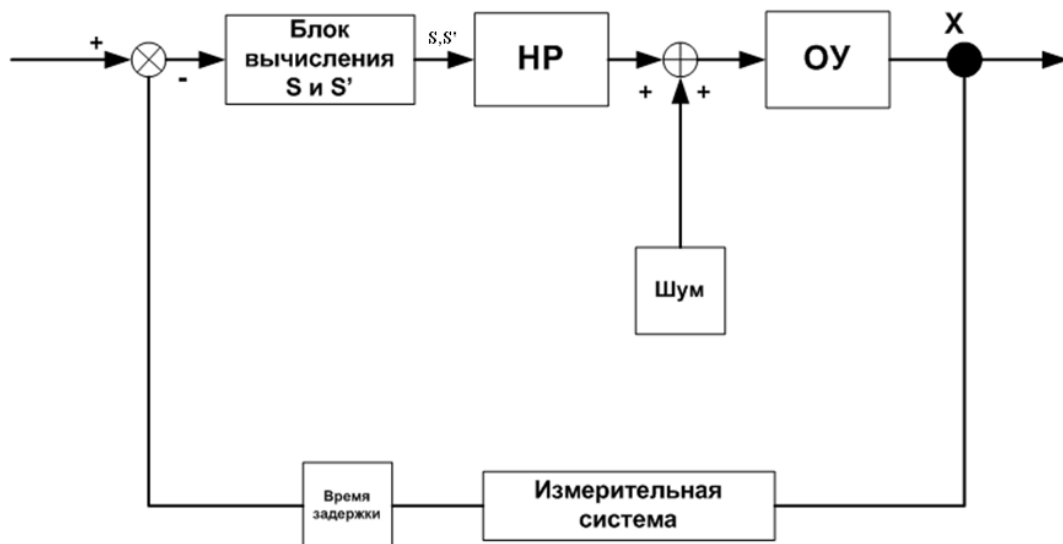 X
+
Блок
вычисления
S и S’
s,s'
НР
ОУ
-
+
+
Шум
Время
задержки
Измерительная
система